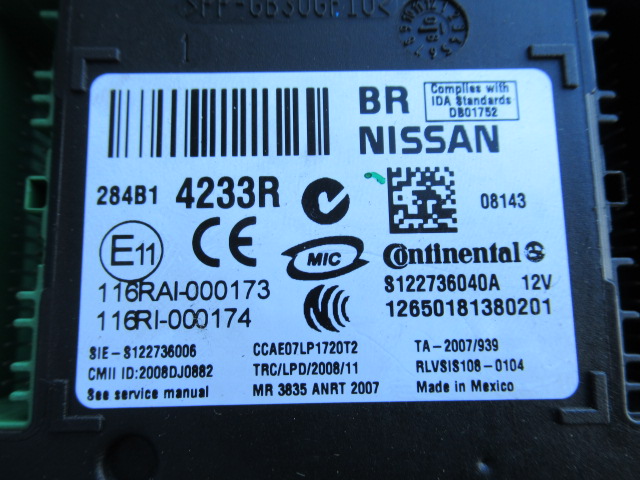 1
BR
Complies with
IDA Standards
DB01752
NISSAN
284B1 4233R
08143
E11
CE
MIC
Continental
116RAI-000173
S122736040A 12V
116RI-000174
12650181380201
SIE-S122736006
CCAE07LP1720T2
TA-2007/939
CMII ID:2008DJ0882
TRC/LPD/2008/11
RLVSIS108-0104
See service manual
MR 3835 ANRT 2007
Made in Mexico